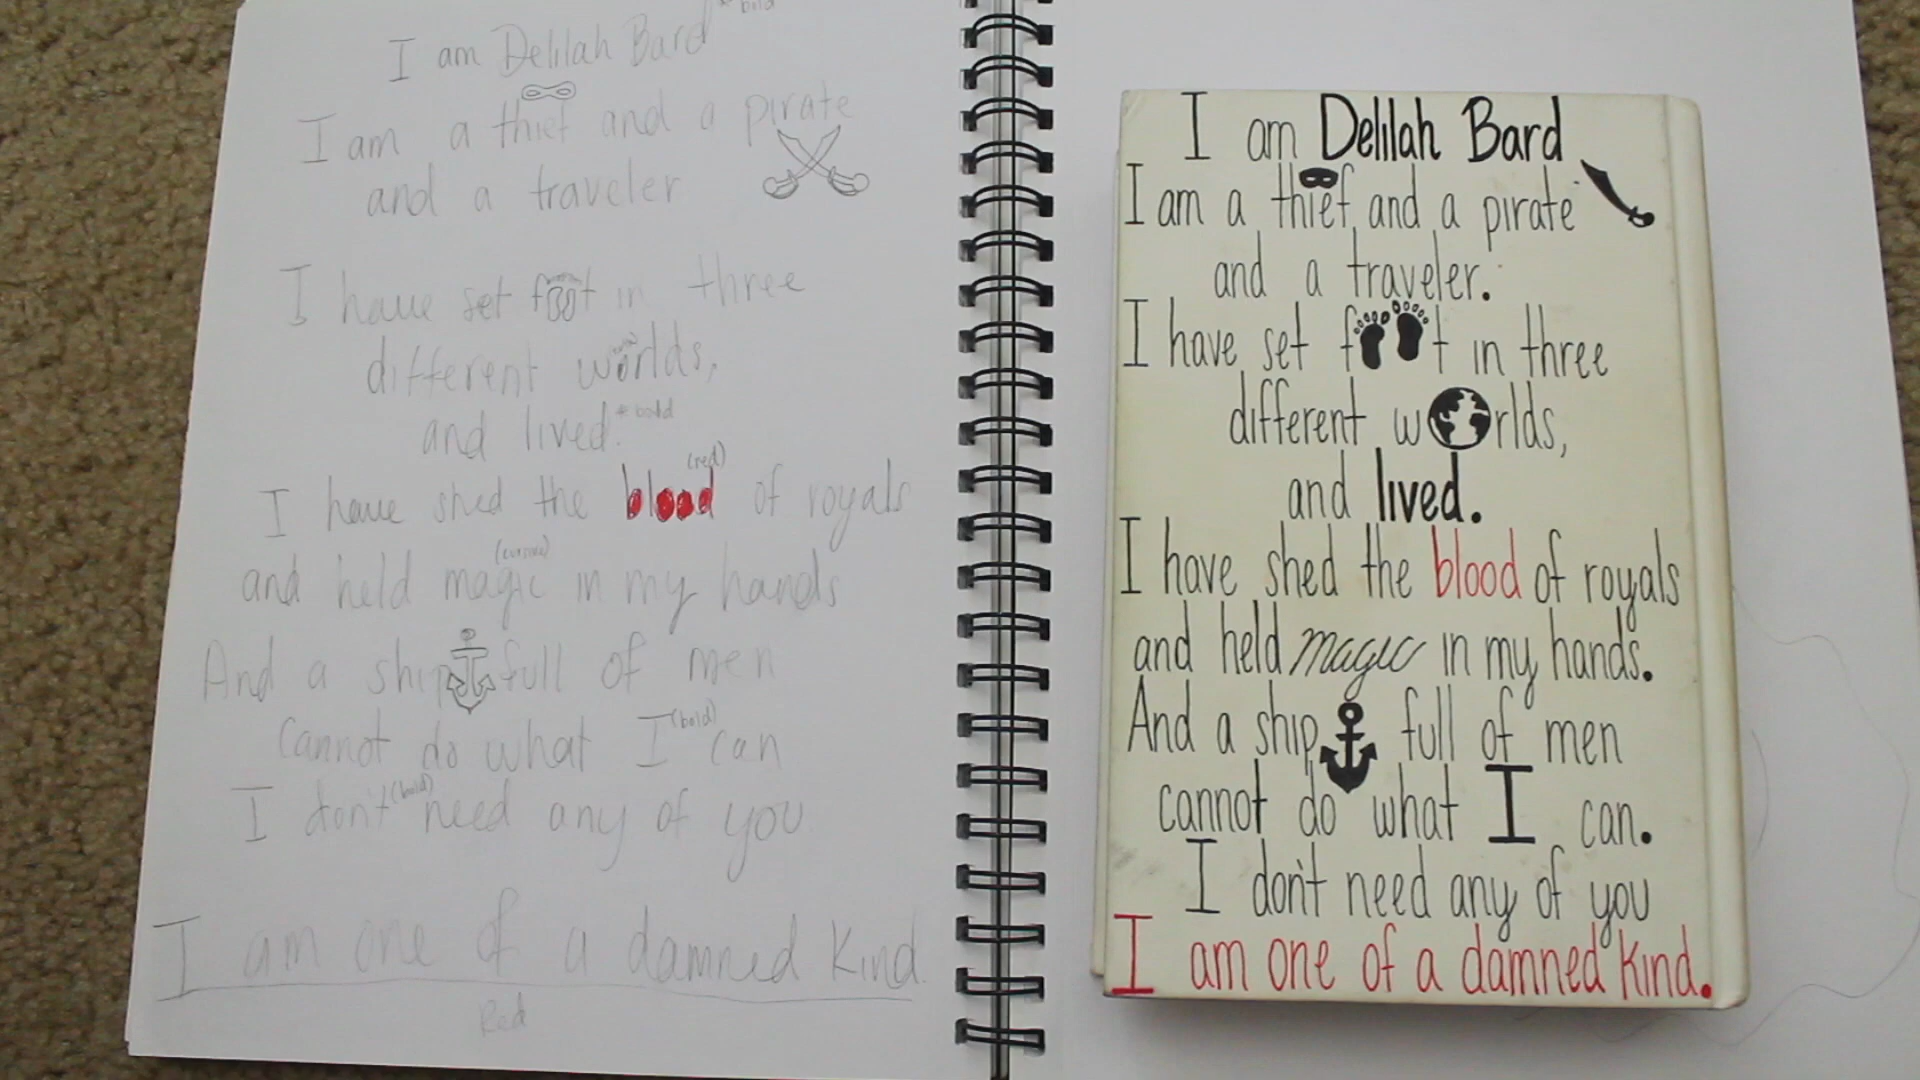 * bold
I am Delilah Bard
I am a thief and a pirate
and a traveler
I have set foot in three
different worlds,
and lived.
* bold
(red)
I have shed the blood of royals
(cursive)
and held magic in my hands
And a ship full of men
(bold)
cannot do what I can
(bold)
I don't need any of you
I am one of a damned kind.
Red
I am Delilah Bard
I am a thief and a pirate
and a traveler.
I have set foot in three
different worlds,
and lived.
I have shed the blood of royals
and held magic in my hands.
And a ship full of men
cannot do what I can.
I don't need any of you
I am one of a damned kind.